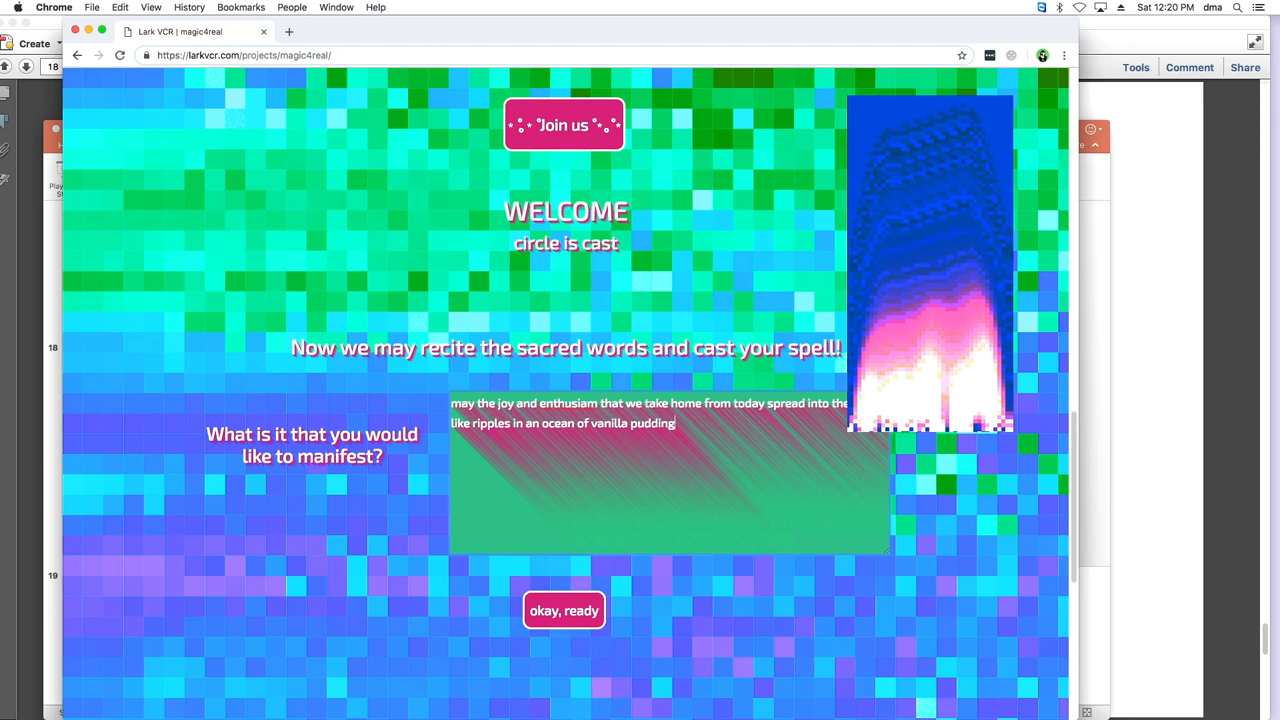 Chrome File Edit View History Bookmarks People Window Help Sat 12:20 PM dma
Create
Lark VCR | magic4real
https://larkvcr.com/projects/magic4real/
18
Tools Comment Share
Join us
WELCOME
circle is cast
Now we may recite the sacred words and cast your spell!
What is it that you would
like to manifest?
may the joy and enthusiam that we take home from today spread into the
like ripples in an ocean of vanilla pudding
okay, ready
18
19